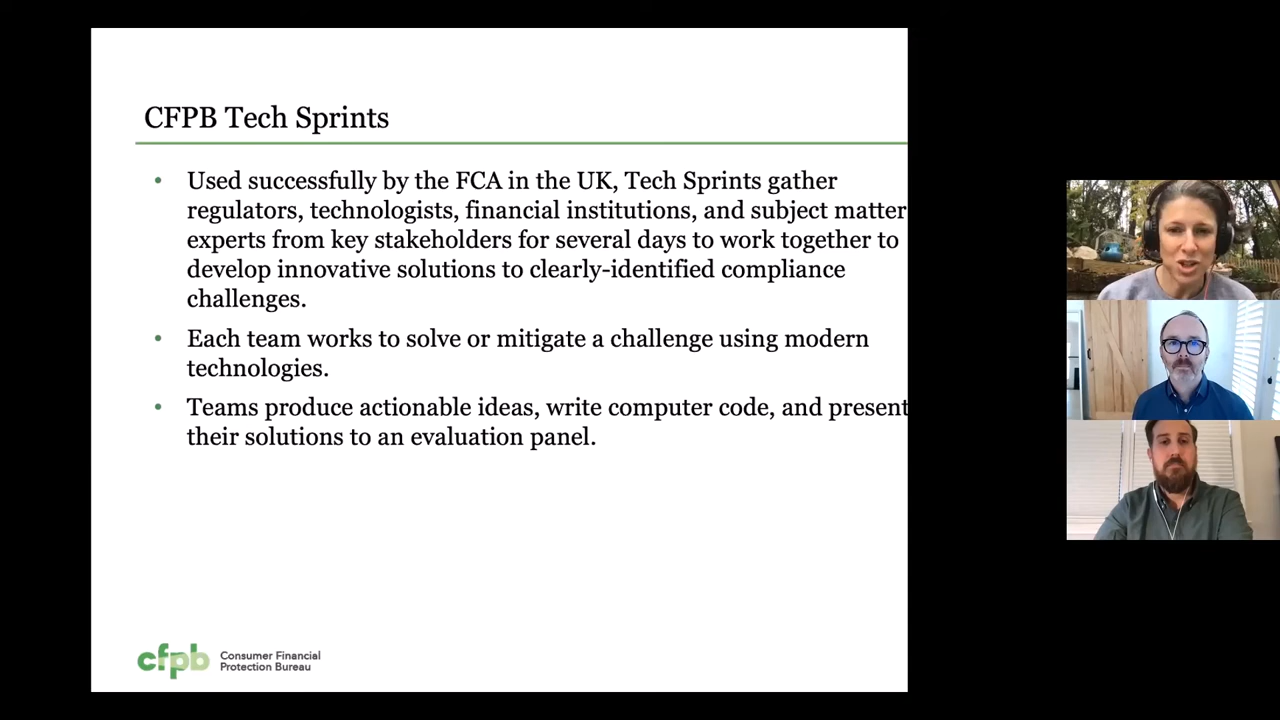 CFPB Tech Sprints
• Used successfully by the FCA in the UK, Tech Sprints gather
regulators, technologists, financial institutions, and subject matter
experts from key stakeholders for several days to work together to
develop innovative solutions to clearly-identified compliance
challenges.
• Each team works to solve or mitigate a challenge using modern
technologies.
• Teams produce actionable ideas, write computer code, and present
their solutions to an evaluation panel.
cfpb Consumer Financial
Protection Bureau